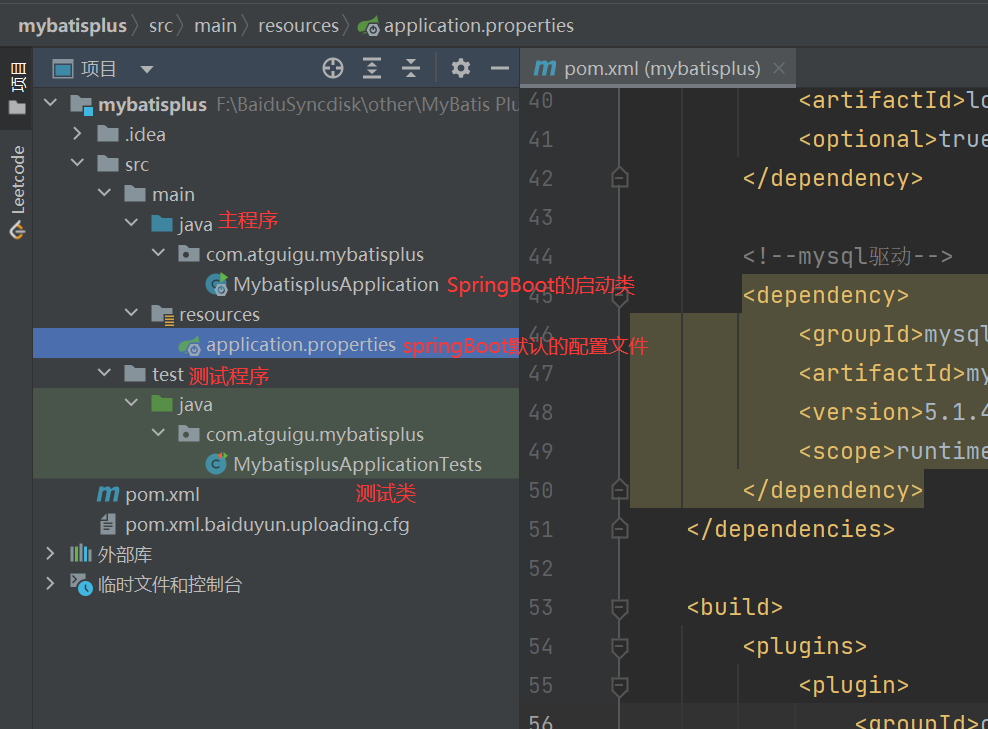 mybatisplus src main resources application.properties
项目
Leetcode
项目
mybatisplus F:\BaiduSyncdisk\other\MyBatis Plu
.idea
src
main
java 主程序
com.atguigu.mybatisplus
MybatisplusApplication SpringBoot的启动类
resources
application.properties springBoot默认的配置文件
test 测试程序
java
com.atguigu.mybatisplus
MybatisplusApplicationTests
pom.xml 测试类
pom.xml.baiduyun.uploading.cfg
外部库
临时文件和控制台
pom.xml (mybatisplus)
40 <artifactId>lo
41 <optional>true
42 </dependency>
43
44 <!--mysql驱动-->
45 <dependency>
46 <groupId>mysql
47 <artifactId>my
48 <version>5.1.4
49 <scope>runtime
50 </dependency>
51 </dependencies>
52
53 <build>
54 <plugins>
55 <plugin>
56 <groupId>o